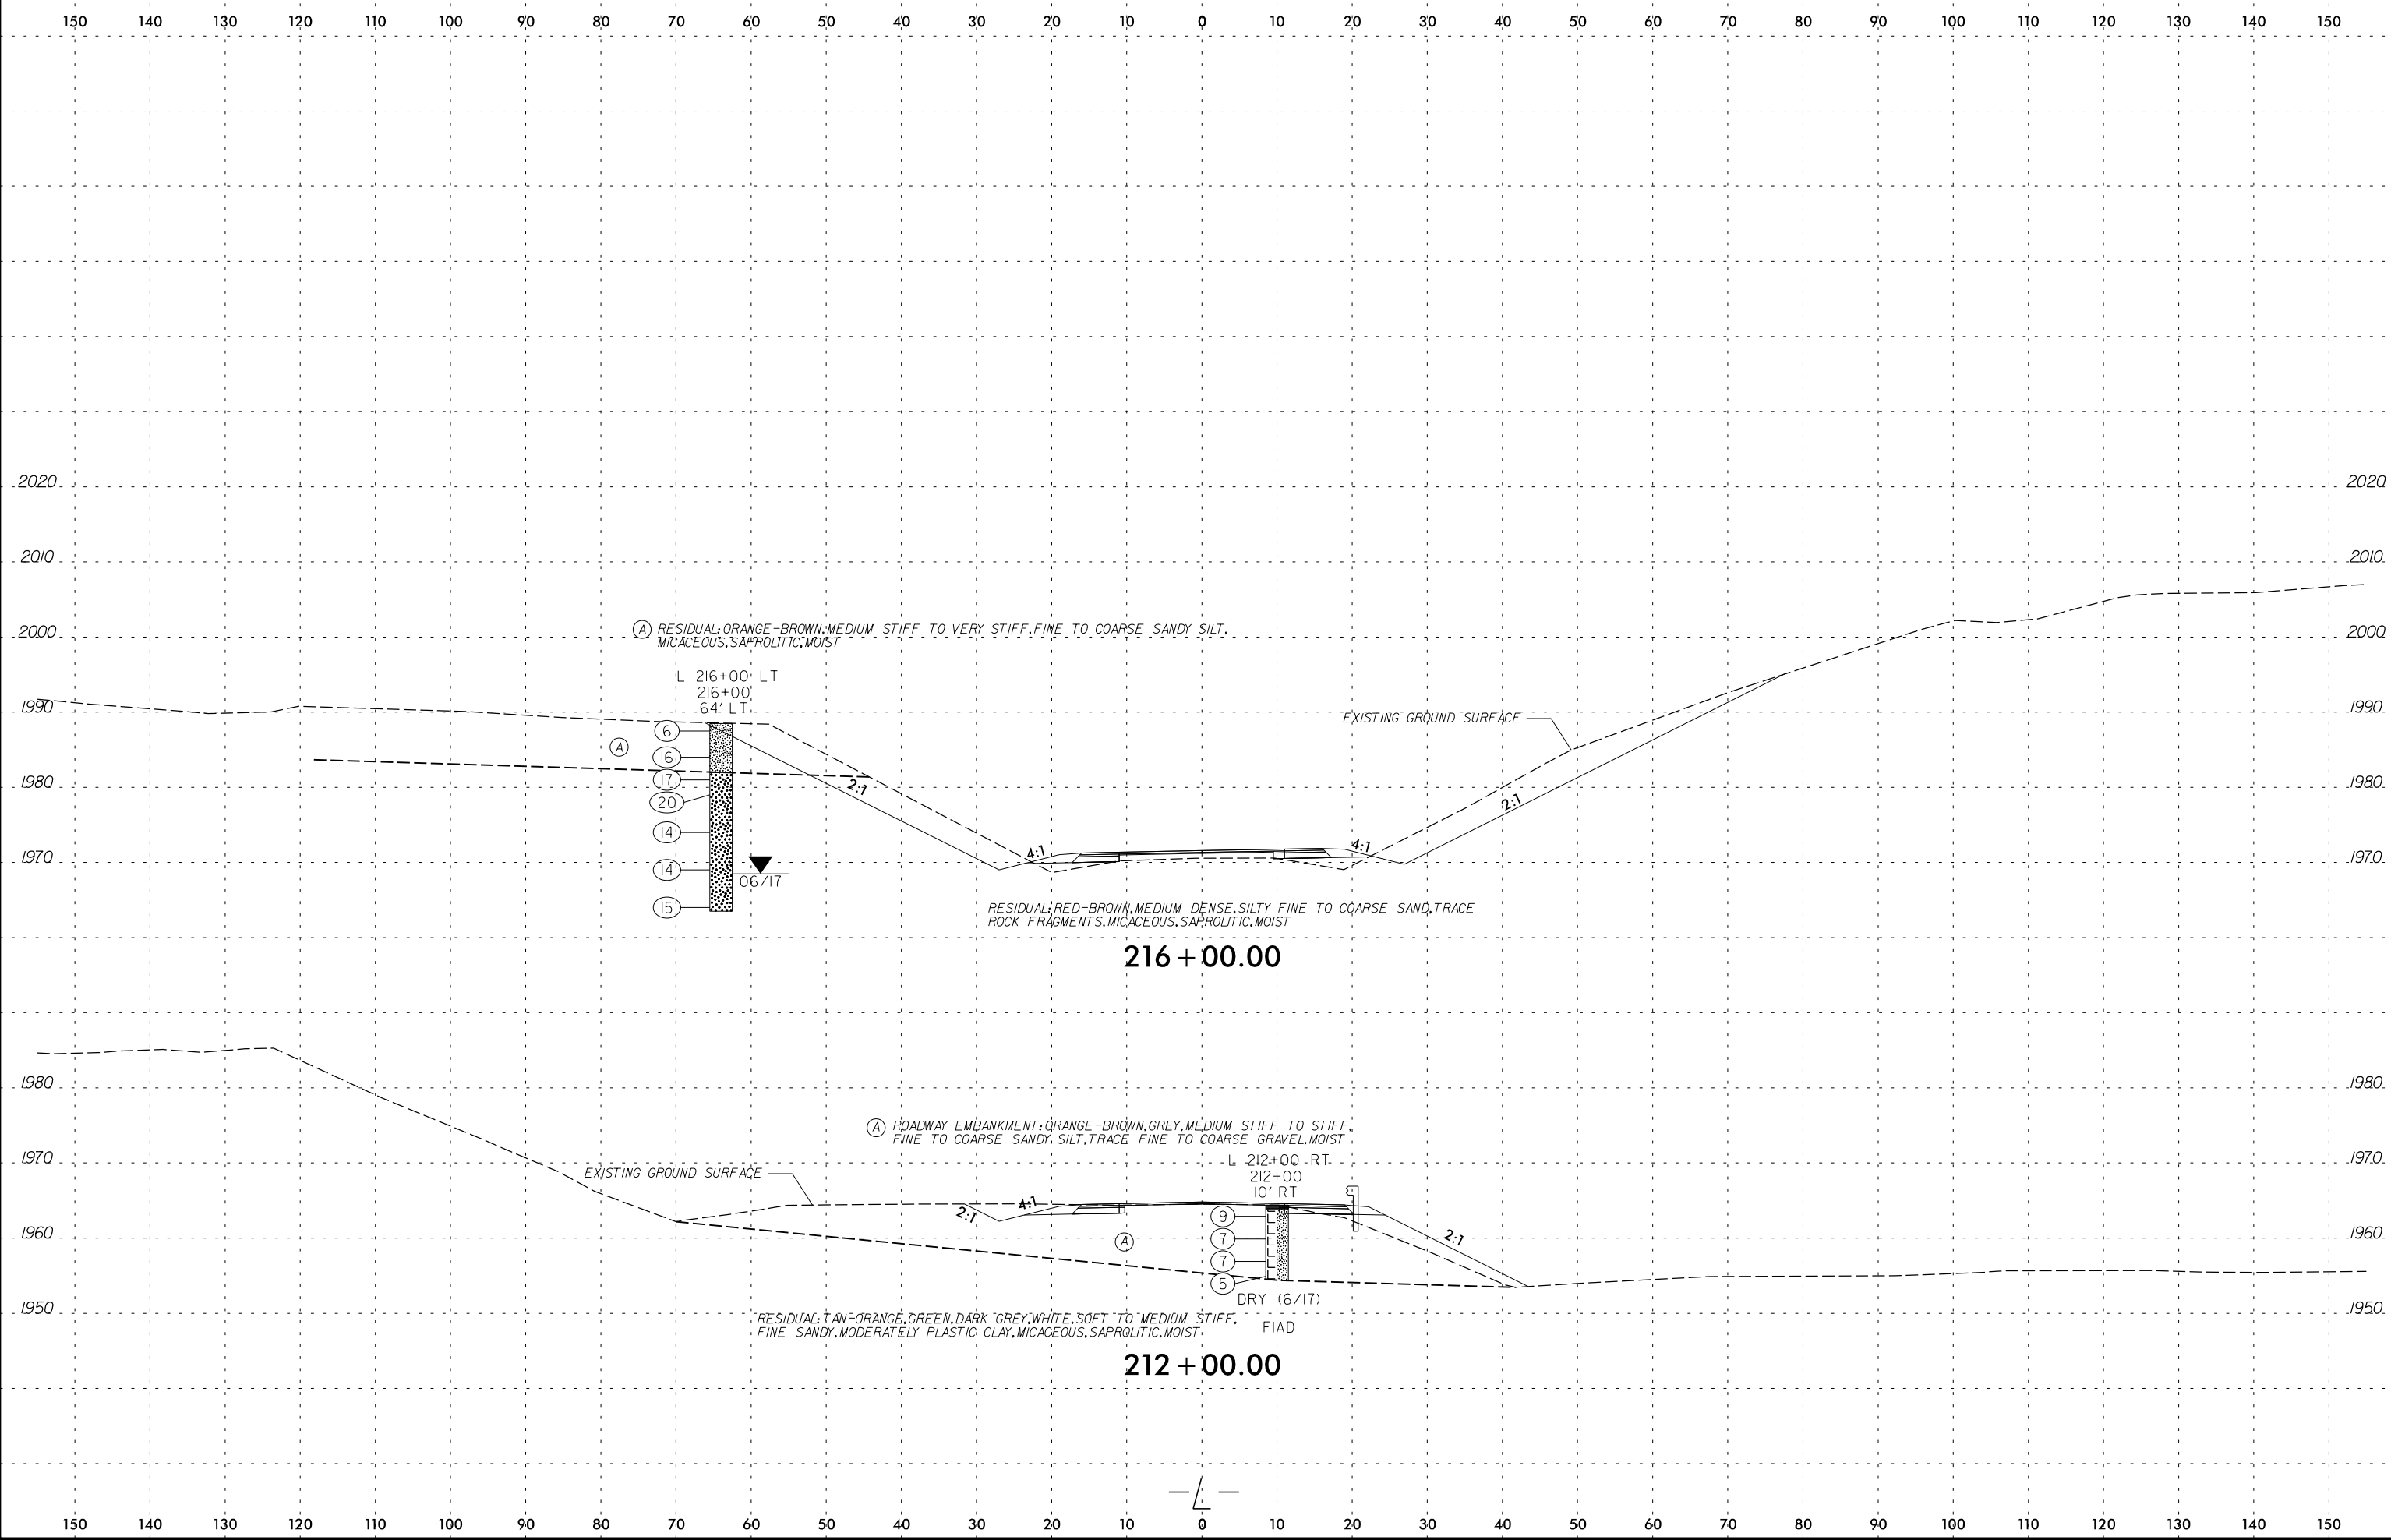 150 140 130 120 110 100 90 80 70 60 50 40 30 20 10 0 10 20 30 40 50 60 70 80 90 100 110 120 130 140 150
2020 2020
2010 2010
2000 2000
A RESIDUAL: ORANGE-BROWN, MEDIUM STIFF TO VERY STIFF, FINE TO COARSE SANDY SILT,
MICACEOUS, SAPROLITIC, MOIST
L 216+00 LT
216+00
64' LT
1990 1990
EXISTING GROUND SURFACE
6
A
16
17
1980 1980
2:1
2:1
20
14
4:1
4:1
1970 1970
14
06/17
15
RESIDUAL: RED-BROWN, MEDIUM DENSE, SILTY FINE TO COARSE SAND, TRACE
ROCK FRAGMENTS, MICACEOUS, SAPROLITIC, MOIST
216+00.00
1980 1980
A ROADWAY EMBANKMENT: ORANGE-BROWN, GREY, MEDIUM STIFF TO STIFF,
FINE TO COARSE SANDY SILT, TRACE FINE TO COARSE GRAVEL, MOIST
1970 1970
L 212+00 RT
EXISTING GROUND SURFACE
212+00
10' RT
4:1
2:1
9
1960 1960
A
7
2:1
7
5
DRY (6/17)
1950 1950
RESIDUAL: TAN-ORANGE, GREEN, DARK GREY, WHITE, SOFT TO MEDIUM STIFF,
FINE SANDY, MODERATELY PLASTIC CLAY, MICACEOUS, SAPROLITIC, MOIST
FIAD
212+00.00
-L-
150 140 130 120 110 100 90 80 70 60 50 40 30 20 10 0 10 20 30 40 50 60 70 80 90 100 110 120 130 140 150